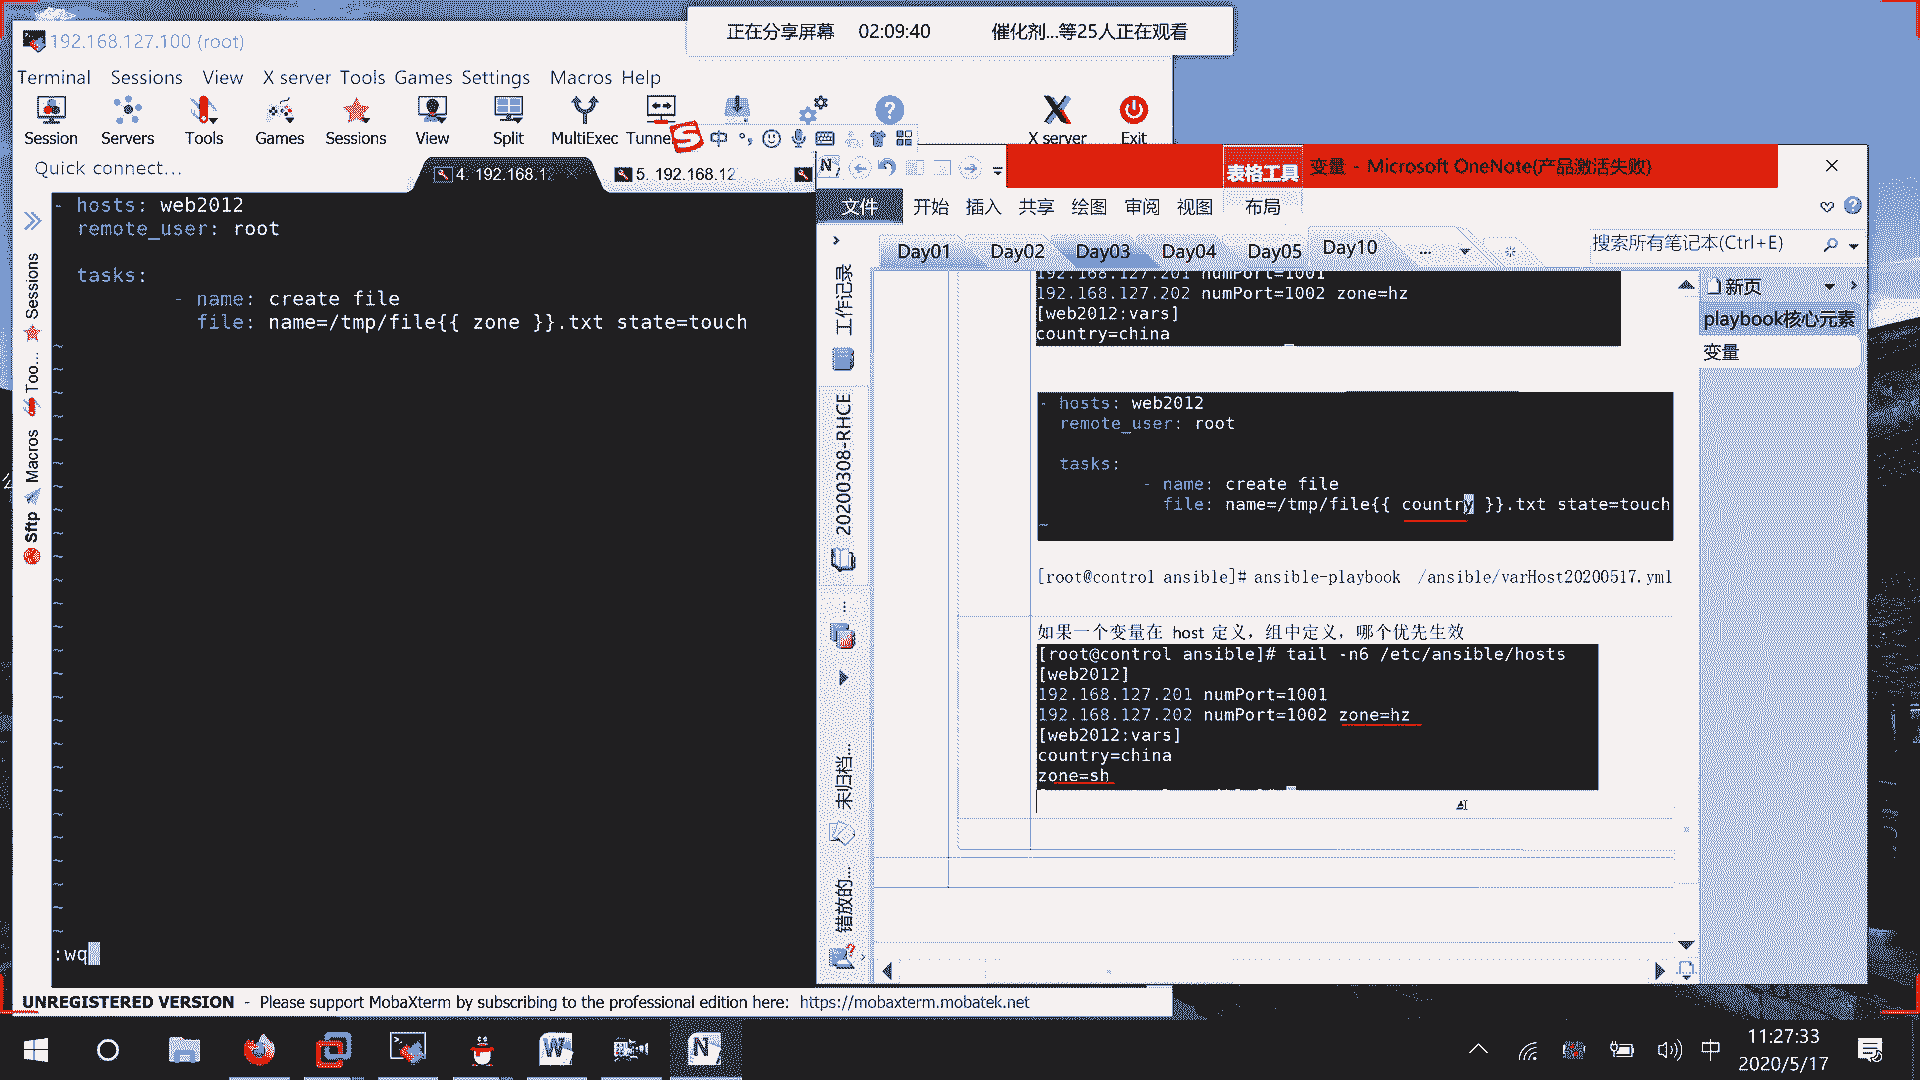 正在分享屏幕 02:09:40 催化剂...等25人正在观看
192.168.127.100 (root)
Terminal Sessions View X server Tools Games Settings Macros Help
Session Servers Tools Games Sessions View Split MultiExec Tunne X server Exit
Quick connect...
4. 192.168.12
5. 192.168.12
- hosts: web2012
remote_user: root
tasks:
- name: create file
file: name=/tmp/file{{ zone }}.txt state=touch
:wq
Sessions
Too...
Macros
Sftp
UNREGISTERED VERSION - Please support MobaXterm by subscribing to the professional edition here: https://mobaxterm.mobatek.net
表格工具 变量 - Microsoft OneNote(产品激活失败)
文件 开始 插入 共享 绘图 审阅 视图 布局
Day01 Day02 Day03 Day04 Day05 Day10 ...
搜索所有笔记本(Ctrl+E)
工作记录
20200308-RHCE
...
未归档...
错放的...
192.168.127.201 numPort=1001
192.168.127.202 numPort=1002 zone=hz
[web2012:vars]
country=china
- hosts: web2012
remote_user: root
tasks:
- name: create file
file: name=/tmp/file{{ country }}.txt state=touch
[root@control ansible]# ansible-playbook /ansible/varHost20200517.yml
如果一个变量在 host 定义，组中定义，哪个优先生效
[root@control ansible]# tail -n6 /etc/ansible/hosts
[web2012]
192.168.127.201 numPort=1001
192.168.127.202 numPort=1002 zone=hz
[web2012:vars]
country=china
zone=sh
新页
playbook核心元素
变量
中
11:27:33
2020/5/17